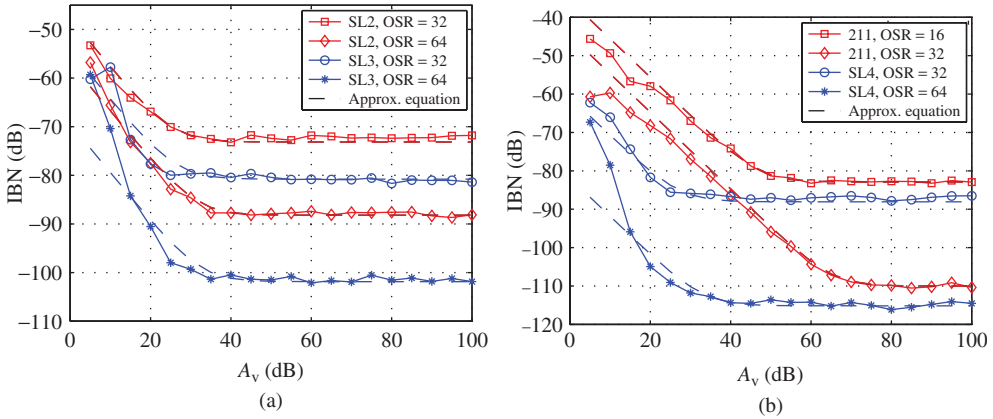 −50
−60
−70
−80
−90
−100
−110
IBN (dB)
0
20
40
60
80
100
A_v (dB)
(a)
SL2, OSR = 32
SL2, OSR = 64
SL3, OSR = 32
SL3, OSR = 64
Approx. equation
−40
−50
−60
−70
−80
−90
−100
−110
−120
IBN (dB)
0
20
40
60
80
100
A_v (dB)
(b)
211, OSR = 16
211, OSR = 32
SL4, OSR = 32
SL4, OSR = 64
Approx. equation